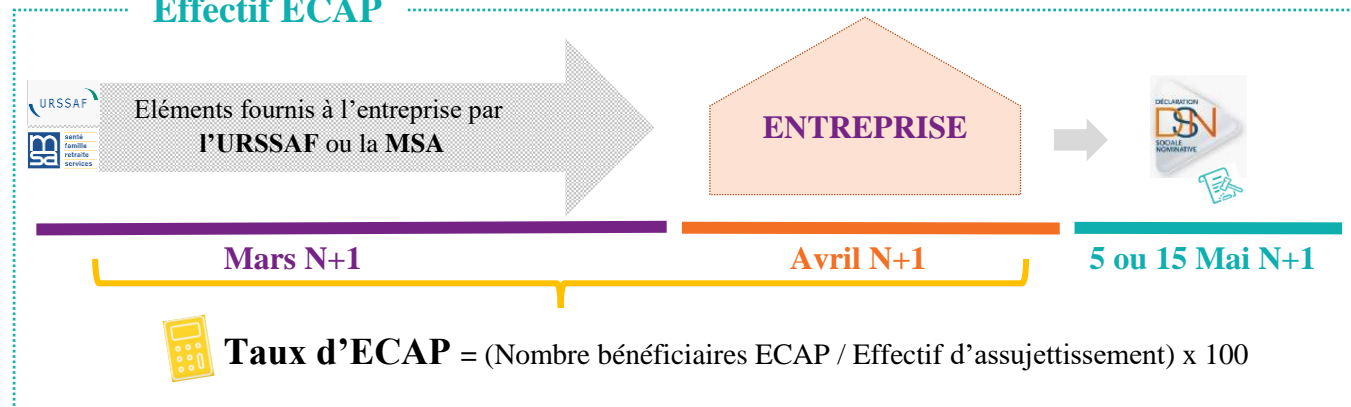 Effectif ECAP
URSSAF
msa
santé
famille
retraite
services
Eléments fournis à l’entreprise par
l’URSSAF ou la MSA
ENTREPRISE
DÉCLARATION
DSN
SOCIALE
NOMINATIVE
Mars N+1
Avril N+1
5 ou 15 Mai N+1
Taux d’ECAP = (Nombre bénéficiaires ECAP / Effectif d’assujettissement) x 100